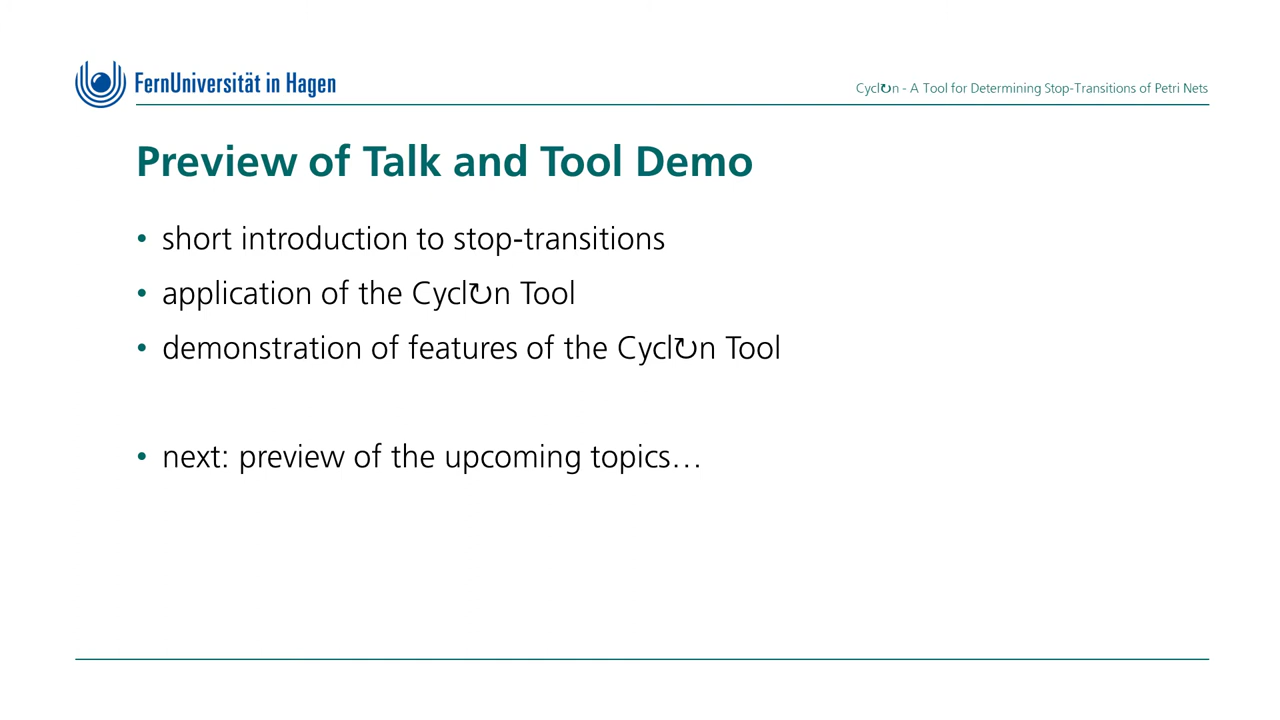 FernUniversität in Hagen
Cycl↻n - A Tool for Determining Stop-Transitions of Petri Nets
Preview of Talk and Tool Demo
• short introduction to stop-transitions
• application of the Cycl↻n Tool
• demonstration of features of the Cycl↻n Tool
• next: preview of the upcoming topics…